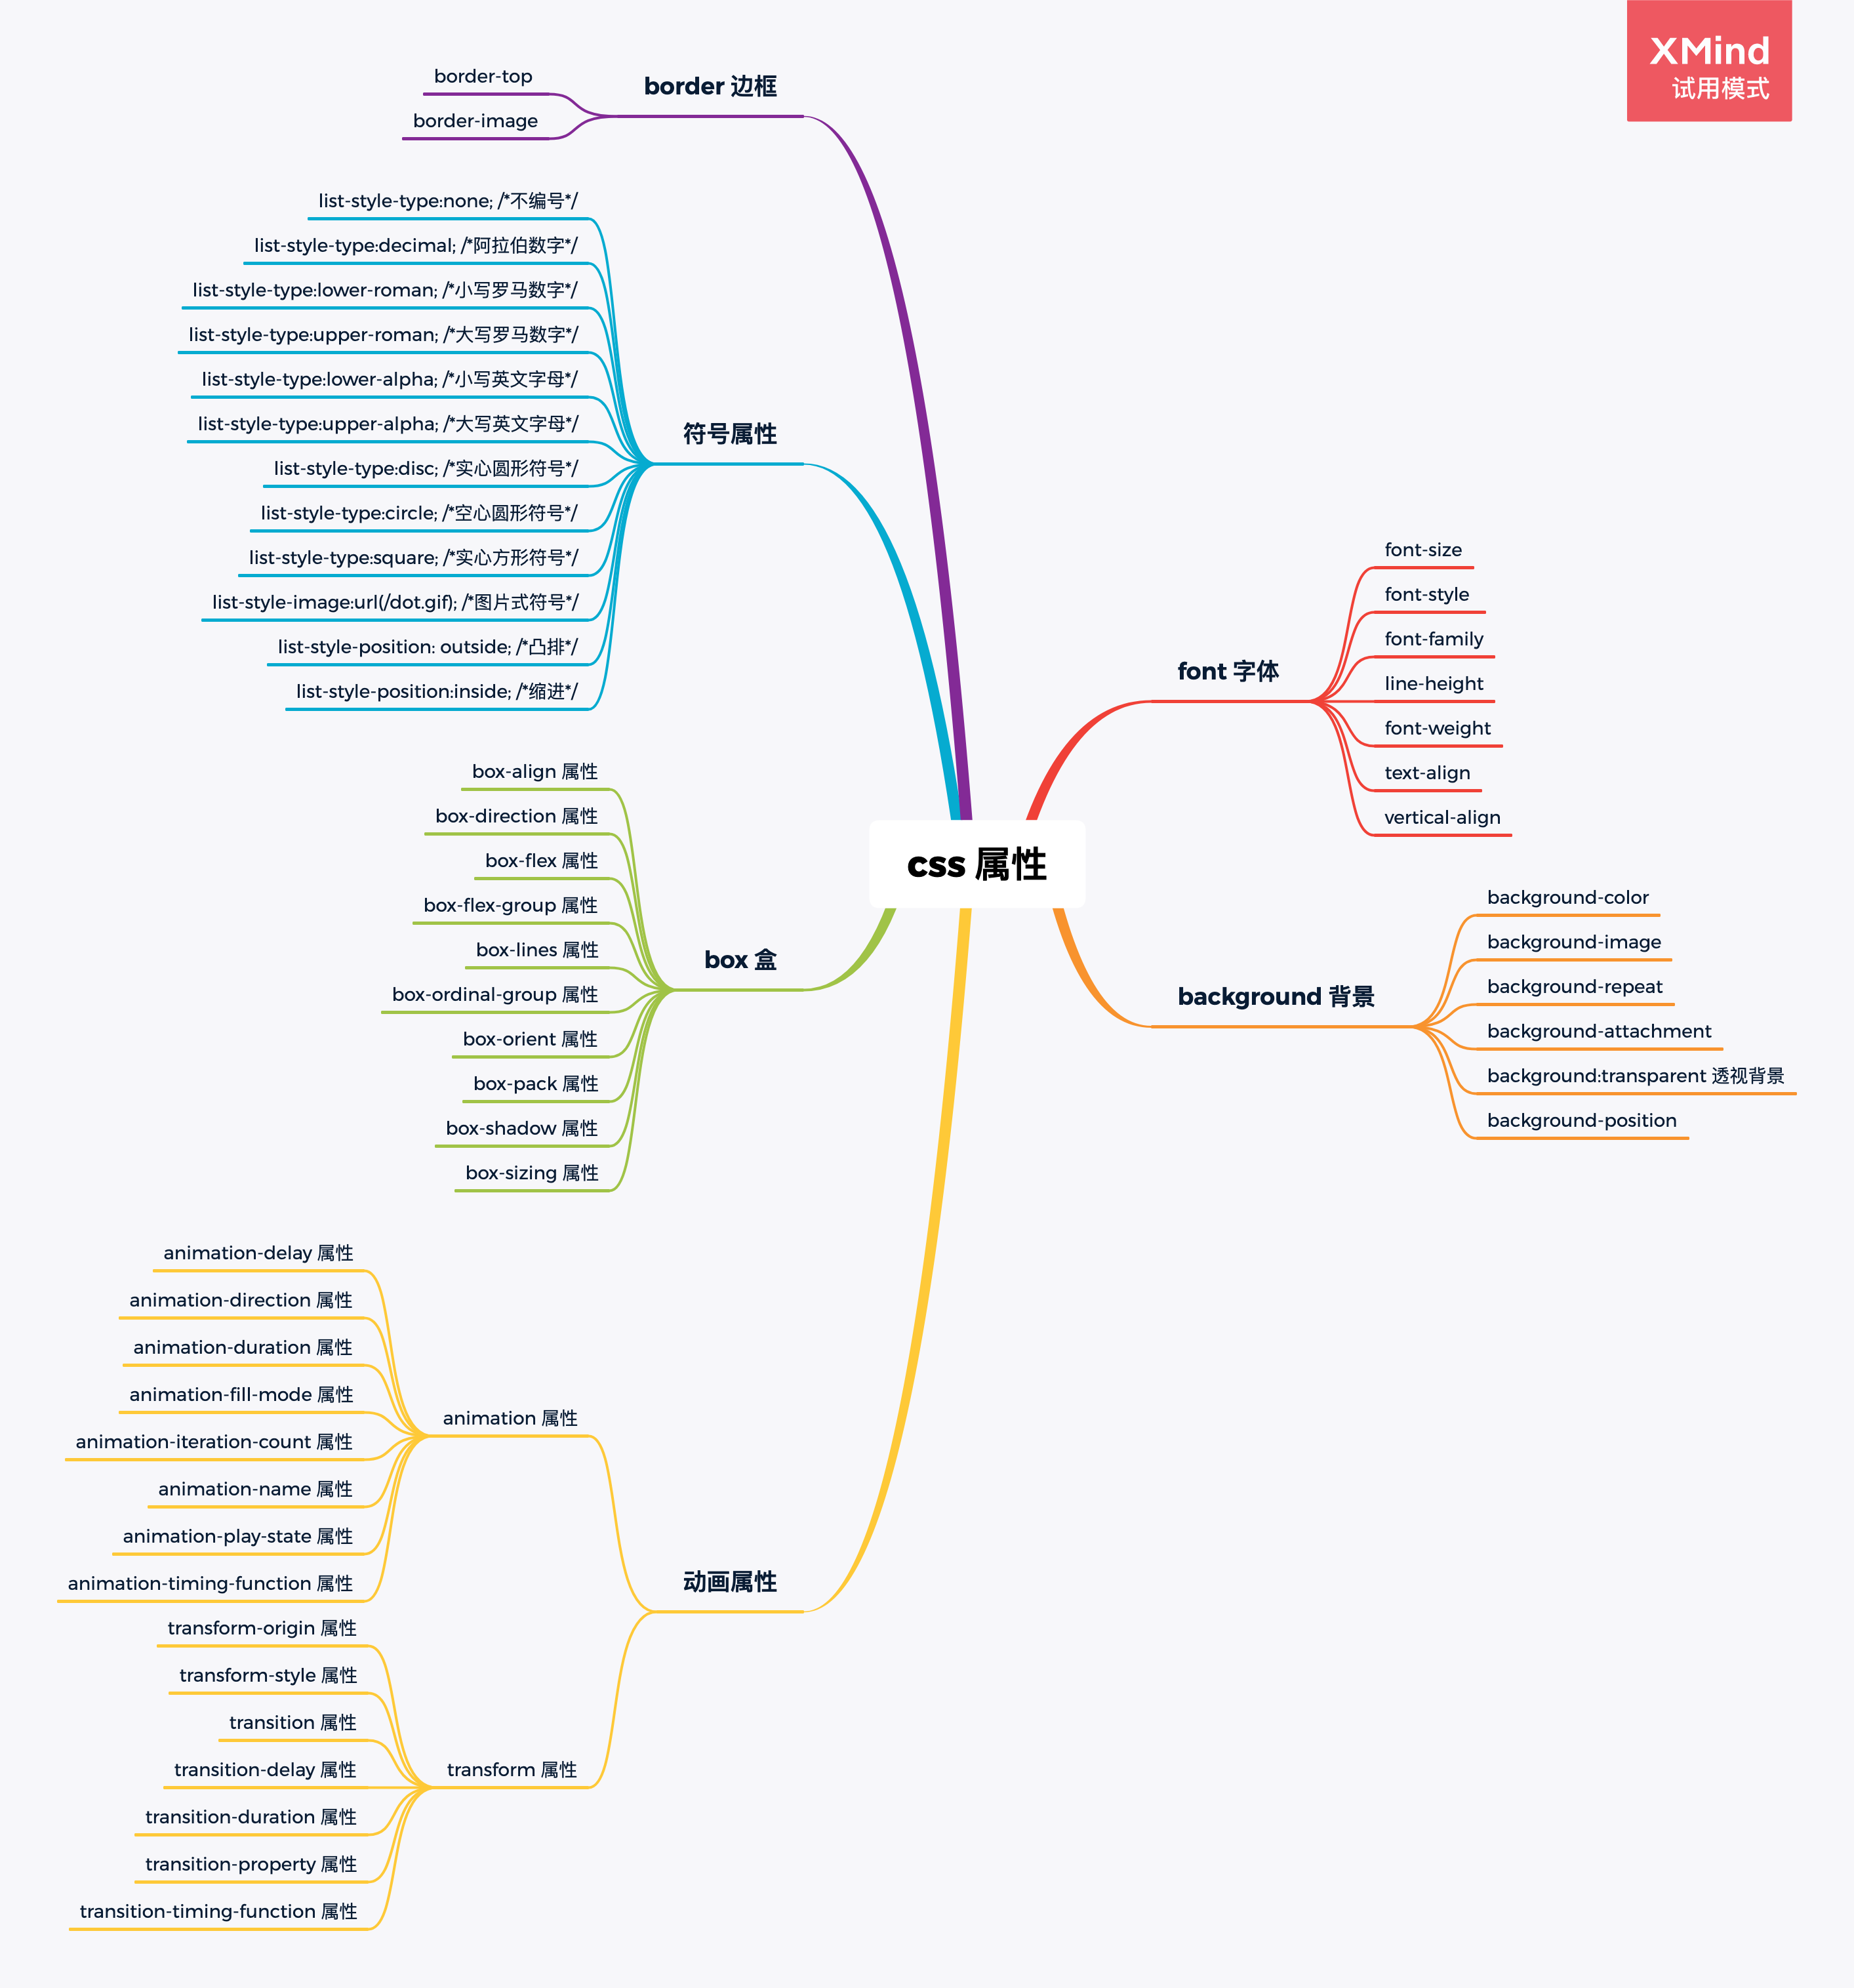 XMind
试用模式
css 属性
font 字体
font-size
font-style
font-family
line-height
font-weight
text-align
vertical-align
background 背景
background-color
background-image
background-repeat
background-attachment
background:transparent 透视背景
background-position
border 边框
border-top
border-image
符号属性
list-style-type:none; /*不编号*/
list-style-type:decimal; /*阿拉伯数字*/
list-style-type:lower-roman; /*小写罗马数字*/
list-style-type:upper-roman; /*大写罗马数字*/
list-style-type:lower-alpha; /*小写英文字母*/
list-style-type:upper-alpha; /*大写英文字母*/
list-style-type:disc; /*实心圆形符号*/
list-style-type:circle; /*空心圆形符号*/
list-style-type:square; /*实心方形符号*/
list-style-image:url(/dot.gif); /*图片式符号*/
list-style-position: outside; /*凸排*/
list-style-position:inside; /*缩进*/
box 盒
box-align 属性
box-direction 属性
box-flex 属性
box-flex-group 属性
box-lines 属性
box-ordinal-group 属性
box-orient 属性
box-pack 属性
box-shadow 属性
box-sizing 属性
动画属性
animation 属性
animation-delay 属性
animation-direction 属性
animation-duration 属性
animation-fill-mode 属性
animation-iteration-count 属性
animation-name 属性
animation-play-state 属性
animation-timing-function 属性
transform 属性
transform-origin 属性
transform-style 属性
transition 属性
transition-delay 属性
transition-duration 属性
transition-property 属性
transition-timing-function 属性